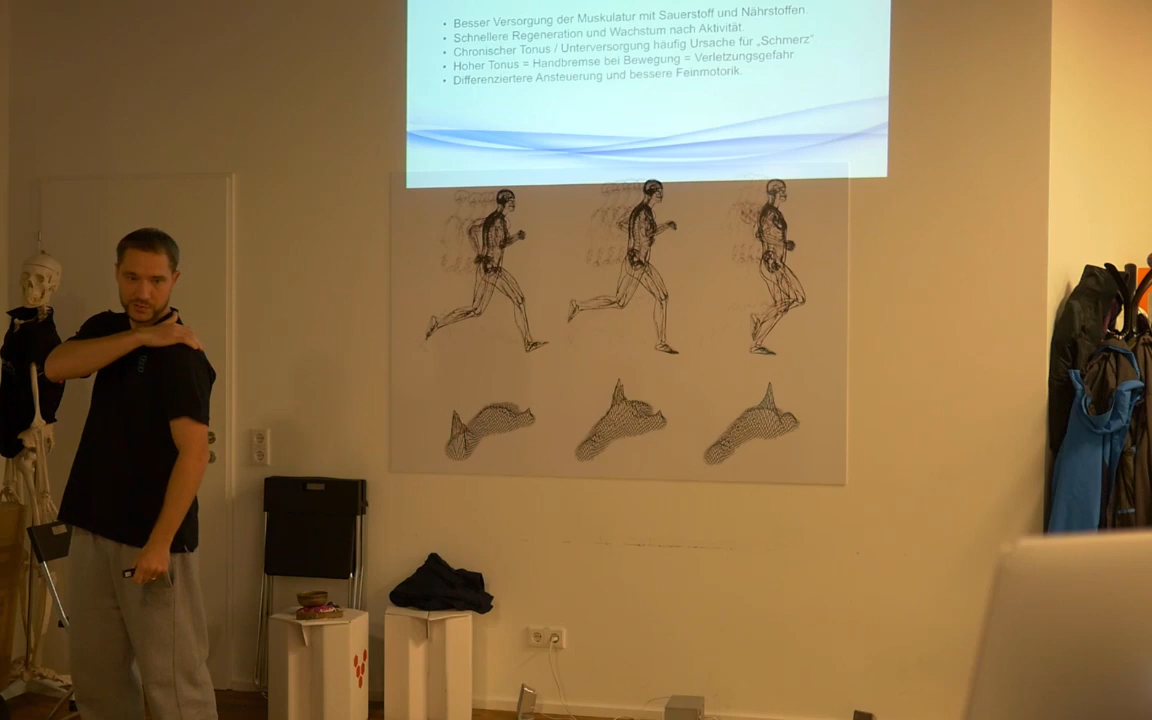 • Besser Versorgung der Muskulatur mit Sauerstoff und Nährstoffen.
• Schnellere Regeneration und Wachstum nach Aktivität.
• Chronischer Tonus / Unterversorgung häufig Ursache für „Schmerz“
• Hoher Tonus = Handbremse bei Bewegung = Verletzungsgefahr.
• Differenziertere Ansteuerung und bessere Feinmotorik.